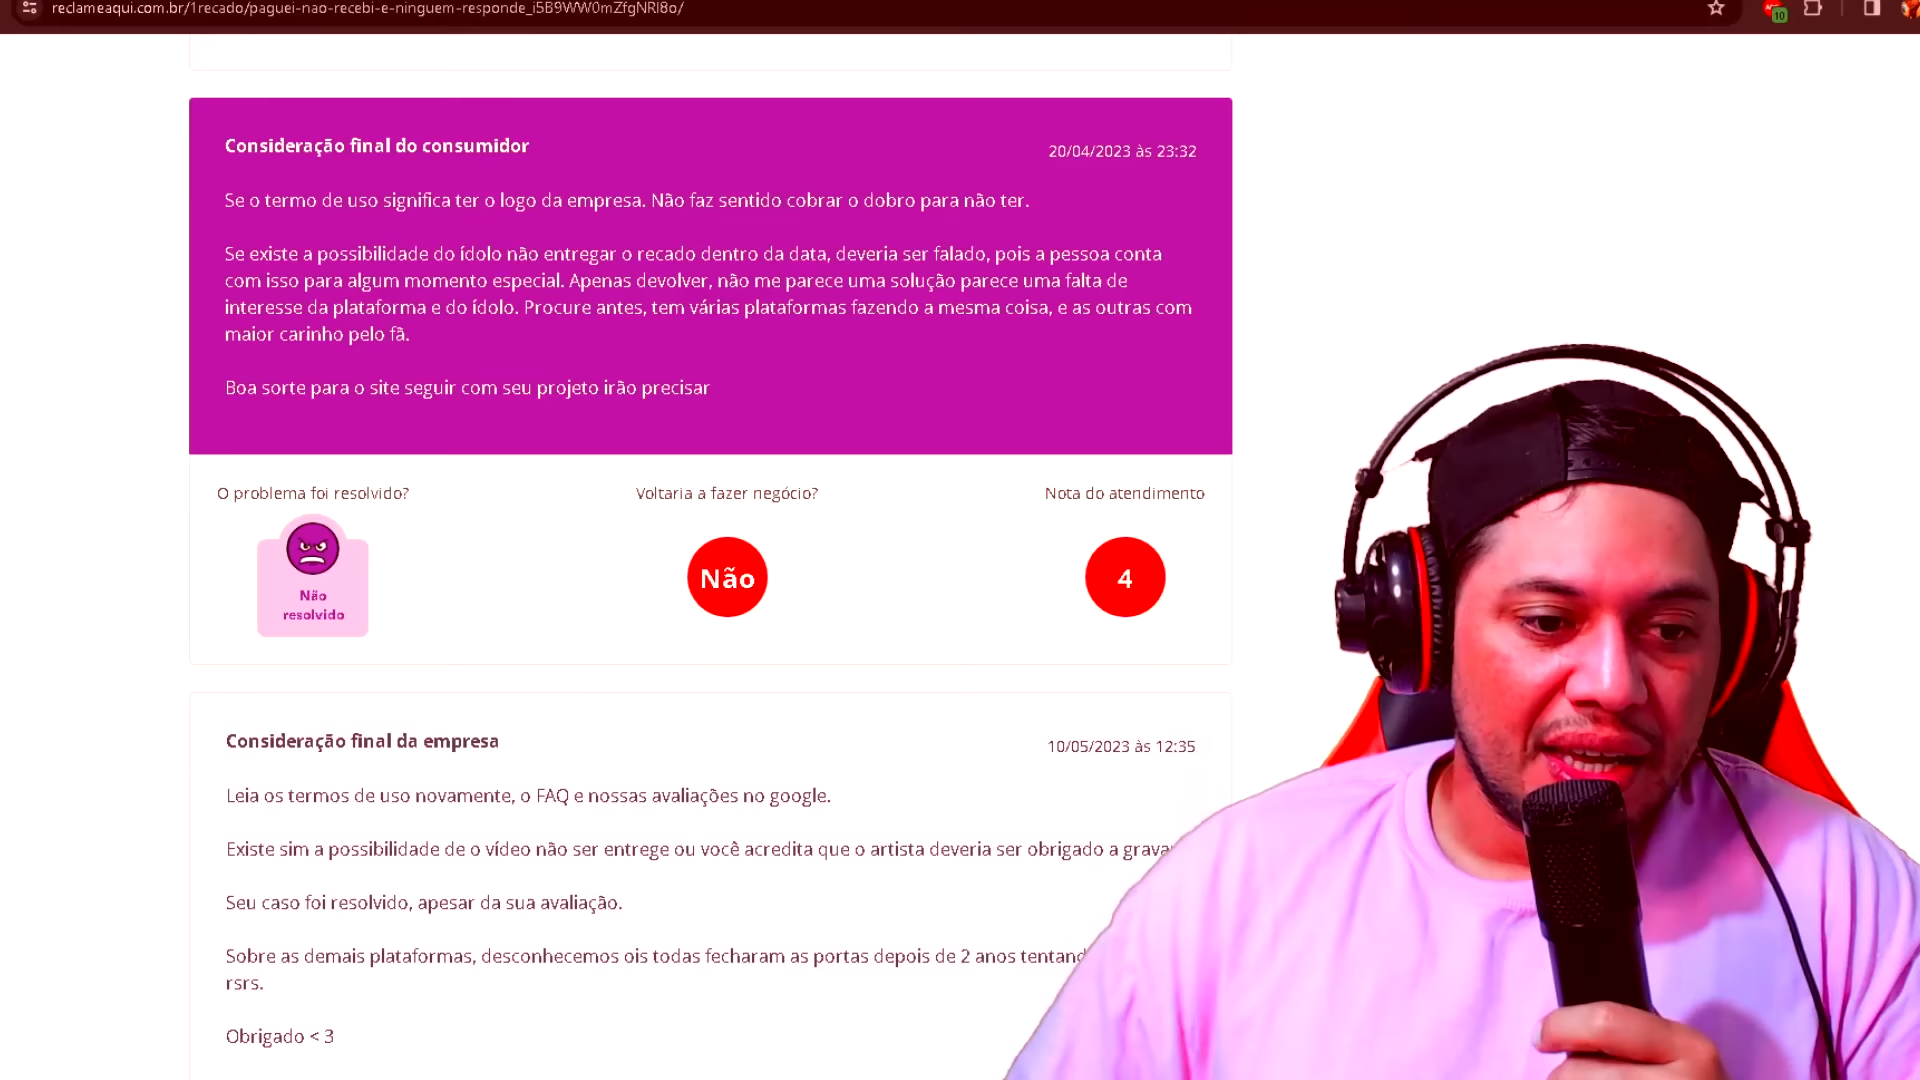 reclameaqui.com.br/1recado/paguei-nao-recebi-e-ninguem-responde_i5B9WW0mZfgNRl8o/
10
Consideração final do consumidor
20/04/2023 às 23:32
Se o termo de uso significa ter o logo da empresa. Não faz sentido cobrar o dobro para não ter.
Se existe a possibilidade do ídolo não entregar o recado dentro da data, deveria ser falado, pois a pessoa conta
com isso para algum momento especial. Apenas devolver, não me parece uma solução parece uma falta de
interesse da plataforma e do ídolo. Procure antes, tem várias plataformas fazendo a mesma coisa, e as outras com
maior carinho pelo fã.
Boa sorte para o site seguir com seu projeto irão precisar
O problema foi resolvido?
Voltaria a fazer negócio?
Nota do atendimento
Não
resolvido
Não
4
Consideração final da empresa
10/05/2023 às 12:35
Leia os termos de uso novamente, o FAQ e nossas avaliações no google.
Existe sim a possibilidade de o vídeo não ser entrege ou você acredita que o artista deveria ser obrigado a grava
Seu caso foi resolvido, apesar da sua avaliação.
Sobre as demais plataformas, desconhecemos ois todas fecharam as portas depois de 2 anos tentand
rsrs.
Obrigado < 3